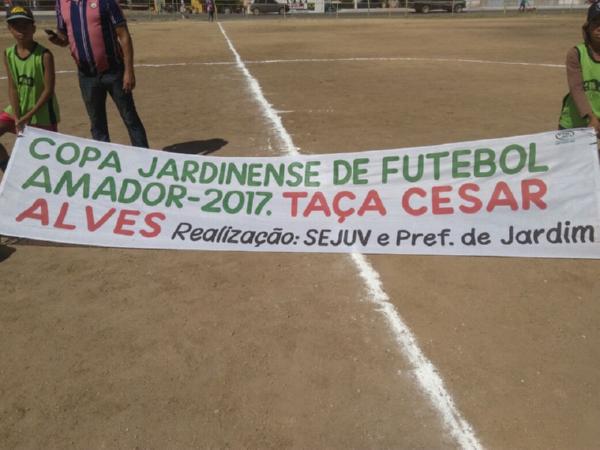 COPA JARDINENSE DE FUTEBOL
AMADOR-2017. TAÇA CESAR
ALVES Realização: SEJUV e Pref. de Jardim